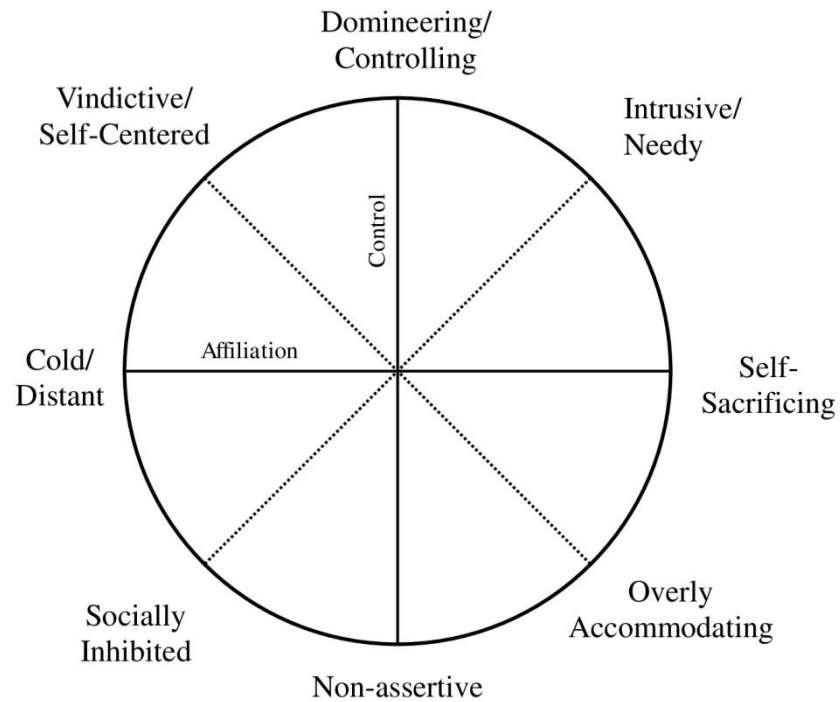 Domineering/
Controlling
Vindictive/
Self-Centered
Intrusive/
Needy
Control
Affiliation
Cold/
Distant
Self-
Sacrificing
Socially
Inhibited
Overly
Accommodating
Non-assertive